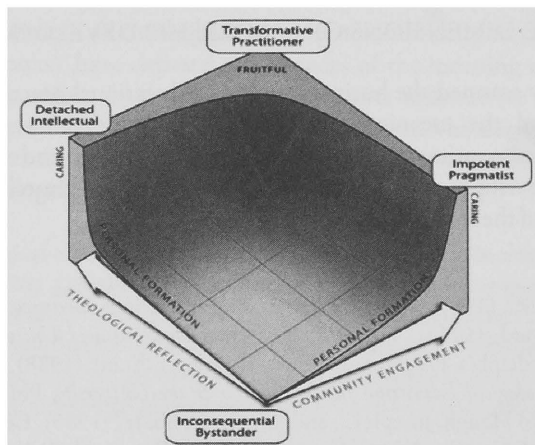 Transformative
Practitioner
FRUITFUL
Detached
Intellectual
Impotent
Pragmatist
CARING
CARING
PERSONAL FORMATION
PERSONAL FORMATION
THEOLOGICAL REFLECTION
COMMUNITY ENGAGEMENT
Inconsequential
Bystander